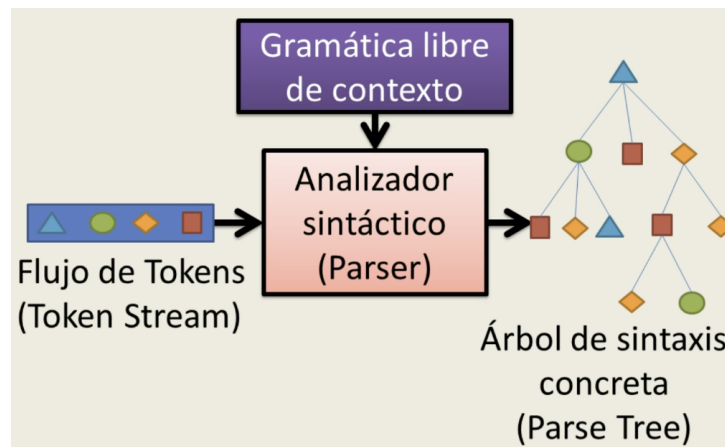 Gramática libre
de contexto
Analizador
sintáctico
(Parser)
Flujo de Tokens
(Token Stream)
Árbol de sintaxis
concreta
(Parse Tree)